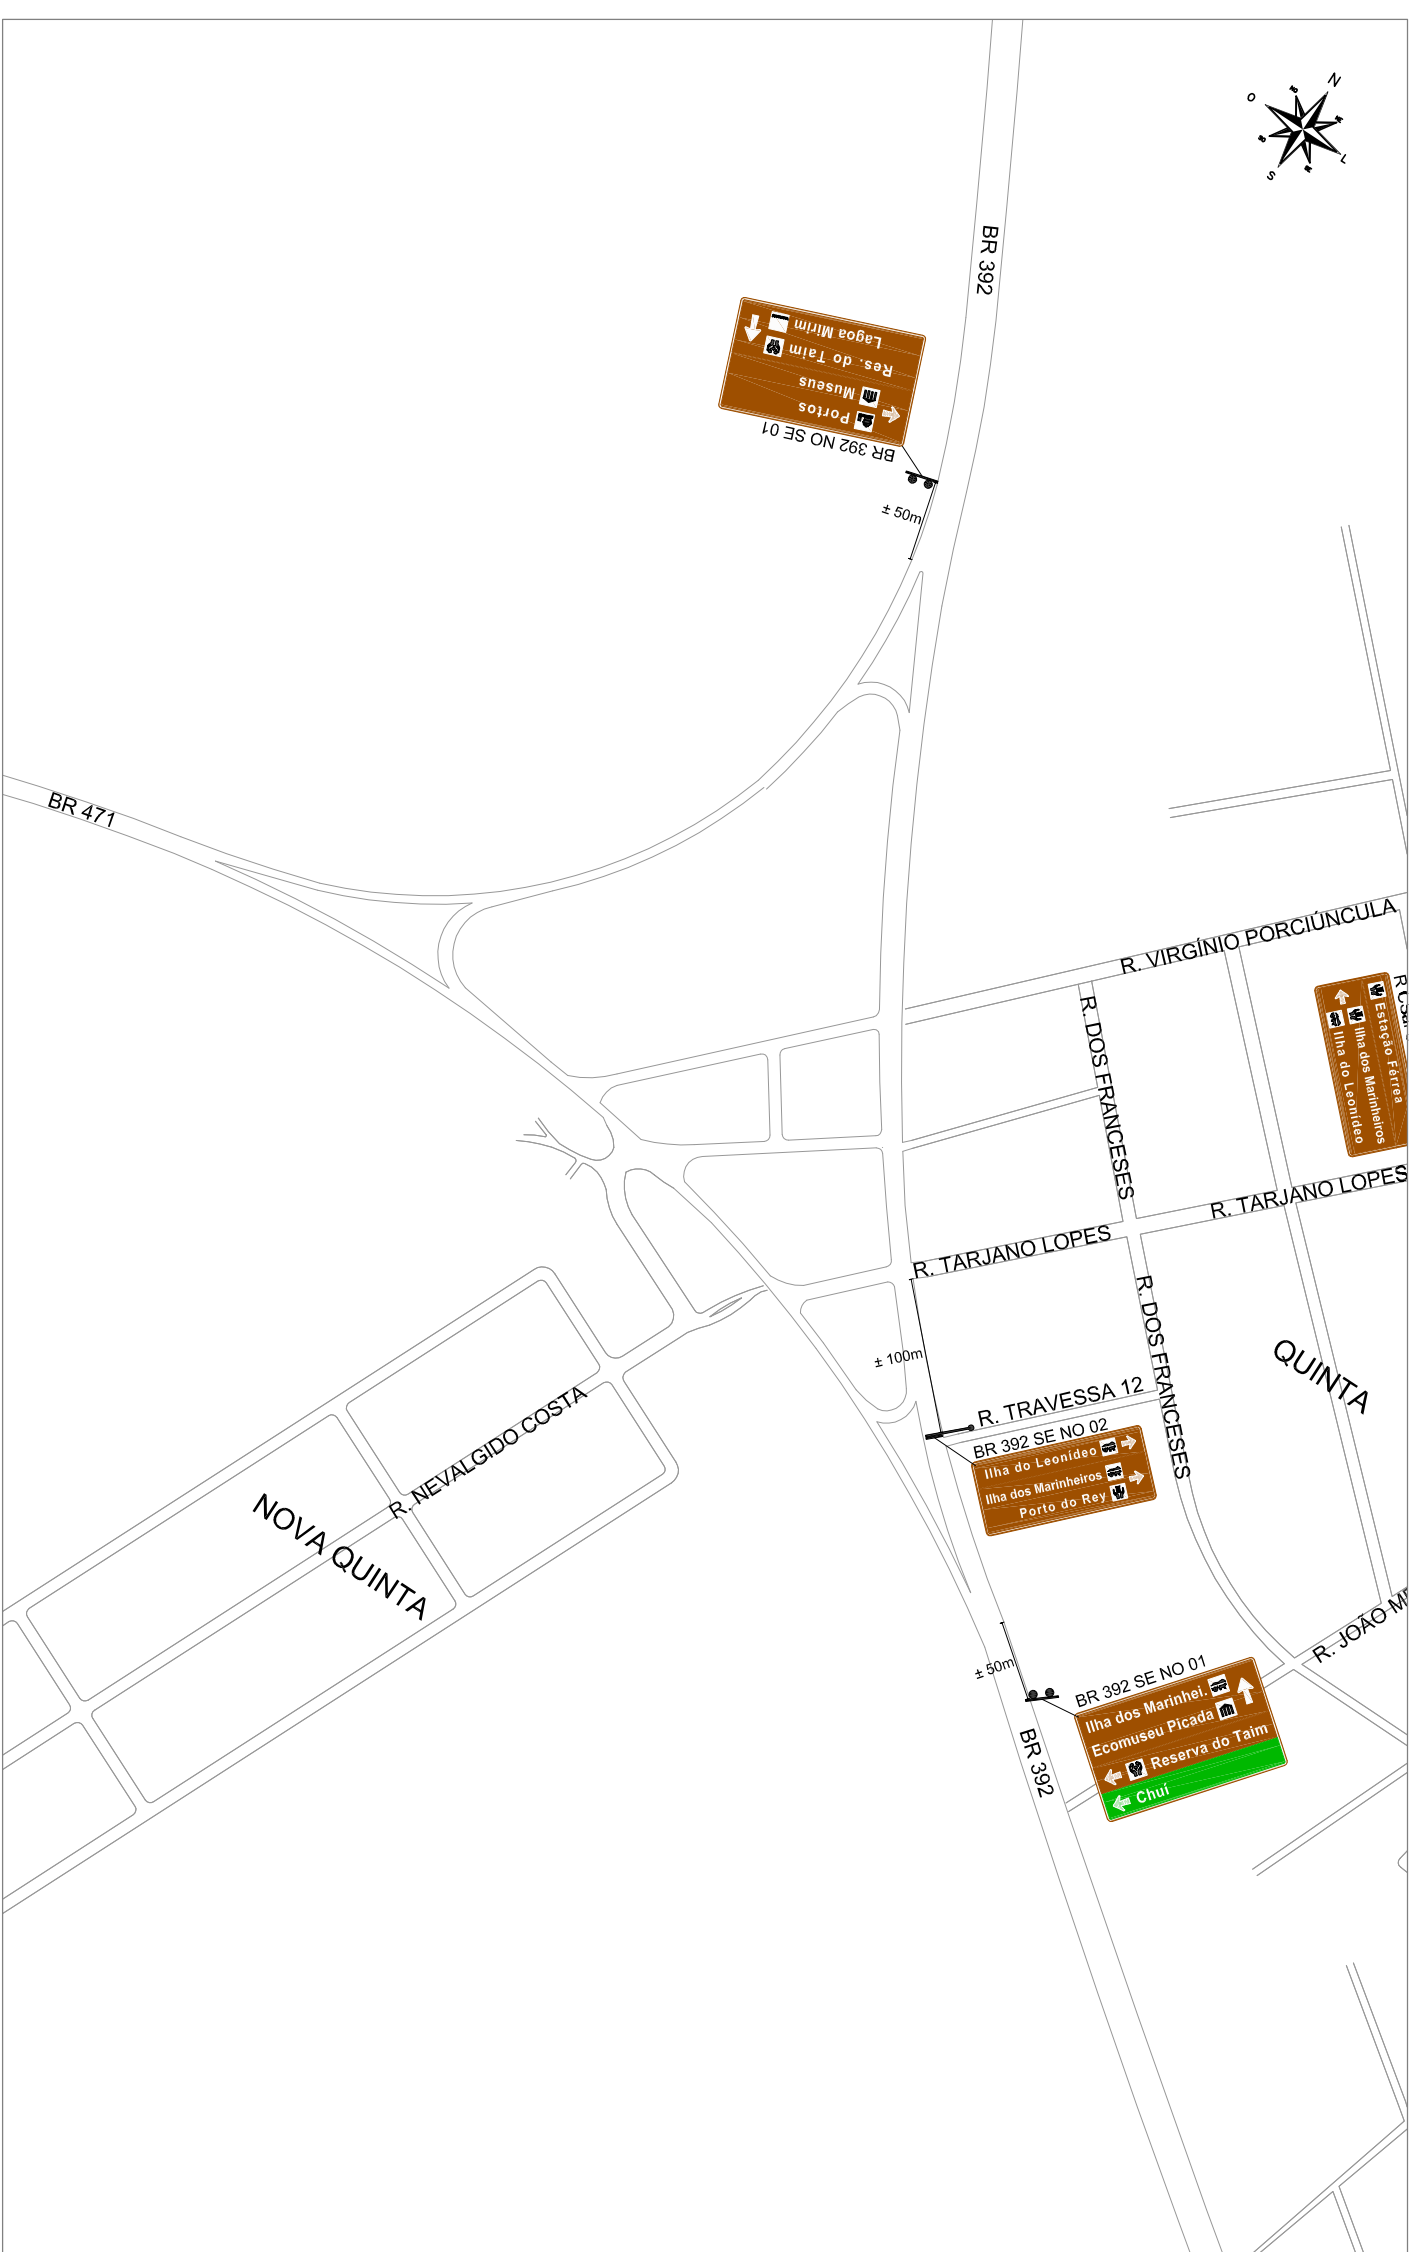 N
O
L
S
BR 392
Lagoa Mirim
Res. do Taim
Museus
Portos
BR 392 NO SE 01
± 50m
BR 471
R. VIRGÍNIO PORCIÚNCULA
R. DOS FRANCESES
Estação Férrea
Ilha dos Marinheiros
Ilha do Leonídeo
R. TARJANO LOPES
R. TARJANO LOPES
± 100m
R. DOS FRANCESES
QUINTA
R. TRAVESSA 12
BR 392 SE NO 02
Ilha do Leonídeo
Ilha dos Marinheiros
Porto do Rey
R. NEVALGIDO COSTA
NOVA QUINTA
R. JOÃO
± 50m
BR 392 SE NO 01
Ilha dos Marinhei.
Ecomuseu Picada
Reserva do Taim
Chuí
BR 392